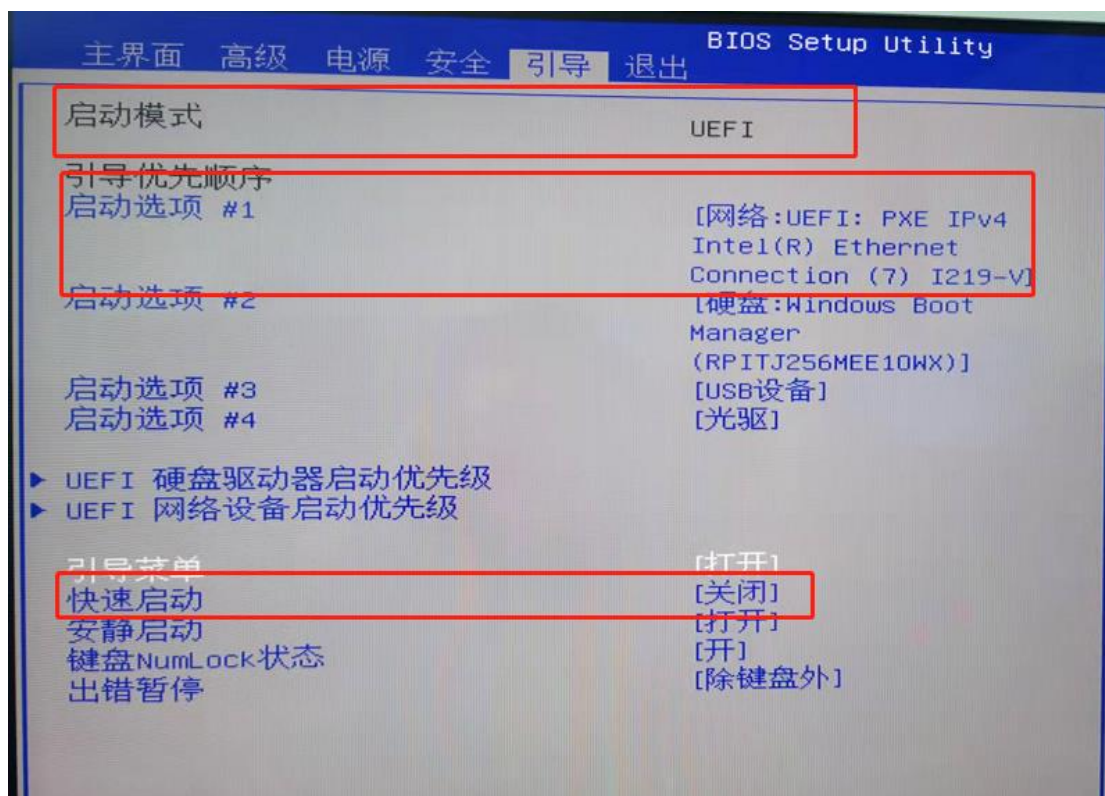 BIOS Setup Utility
主界面 高级 电源 安全 引导 退出
启动模式 UEFI
引导优先顺序
启动选项 #1 [网络:UEFI: PXE IPv4
Intel(R) Ethernet
Connection (7) I219-V]
启动选项 #2 [硬盘:Windows Boot
Manager
(RPITJ256MEE1OWX)]
启动选项 #3 [USB设备]
启动选项 #4 [光驱]
UEFI 硬盘驱动器启动优先级
UEFI 网络设备启动优先级
引导菜单 [打开]
快速启动 [关闭]
安静启动 [打开]
键盘NumLock状态 [开]
出错暂停 [除键盘外]